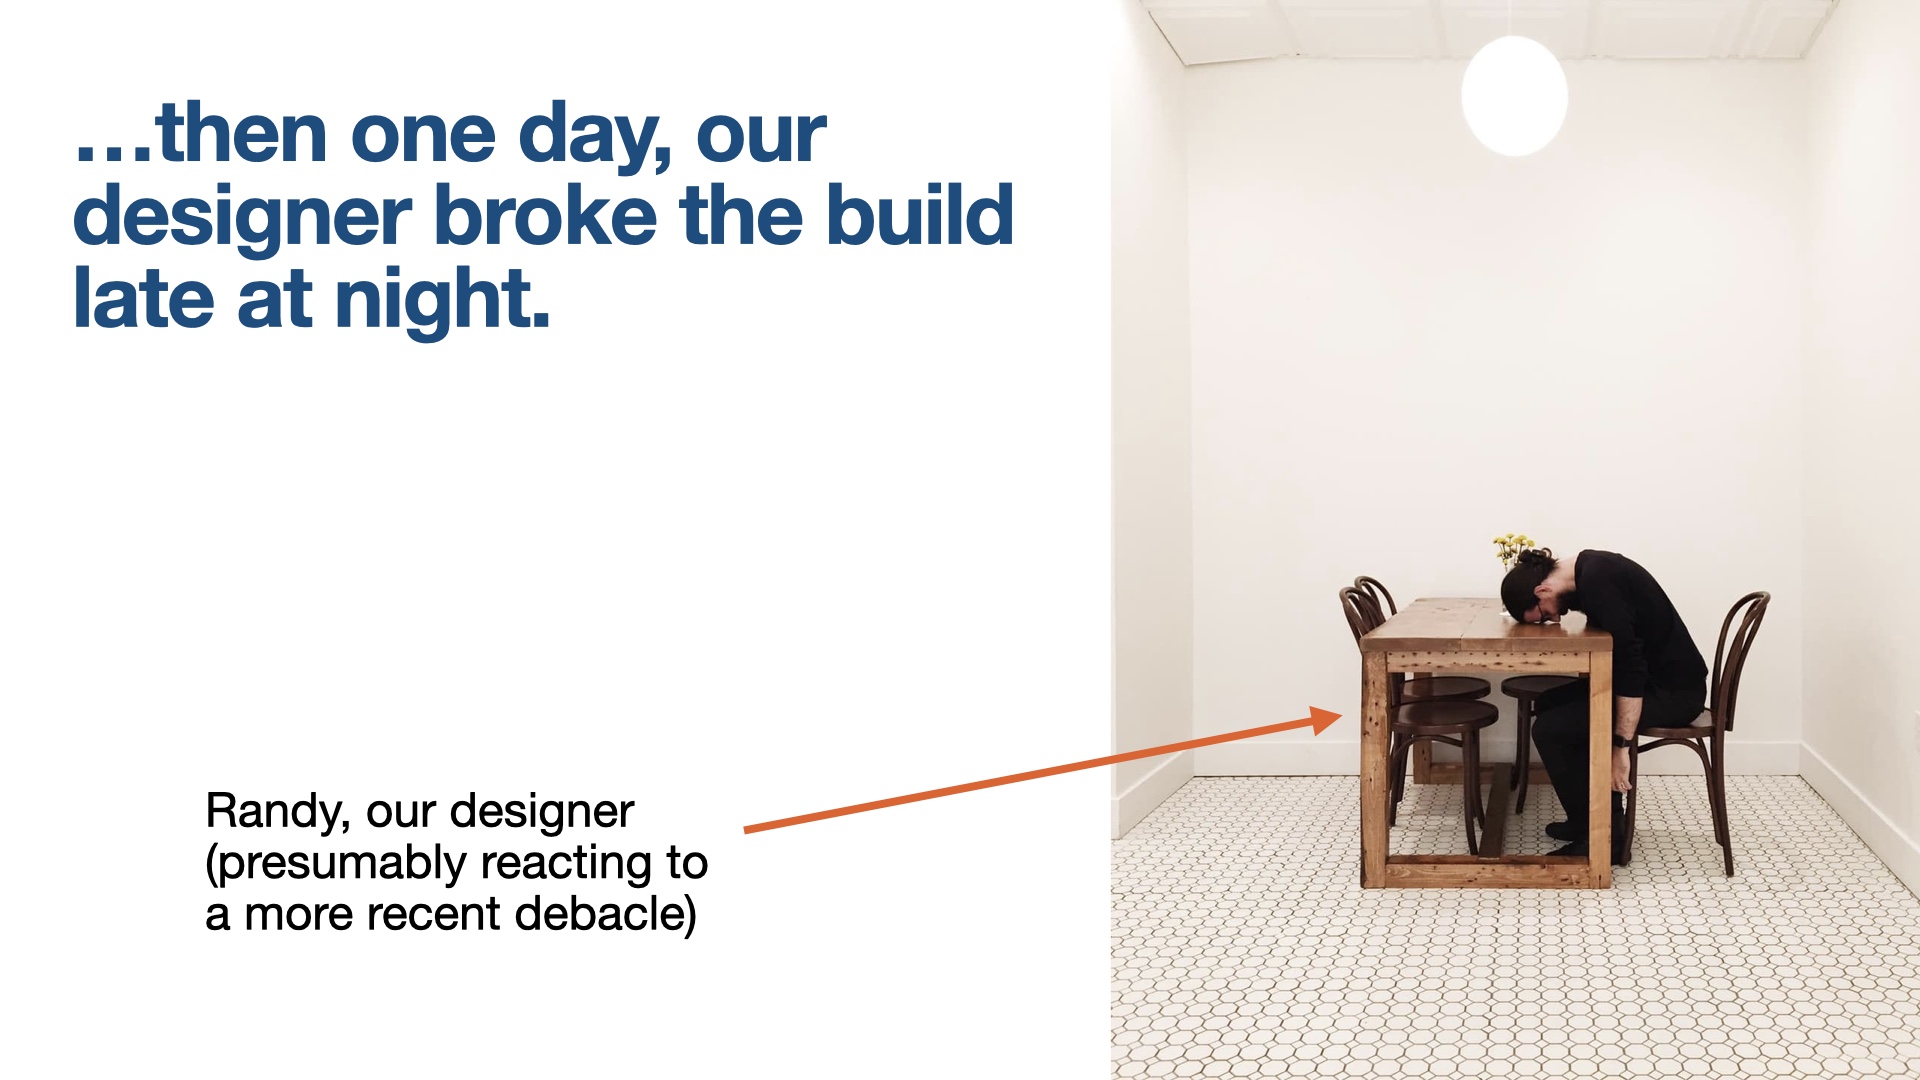 …then one day, our
designer broke the build
late at night.
Randy, our designer
(presumably reacting to
a more recent debacle)